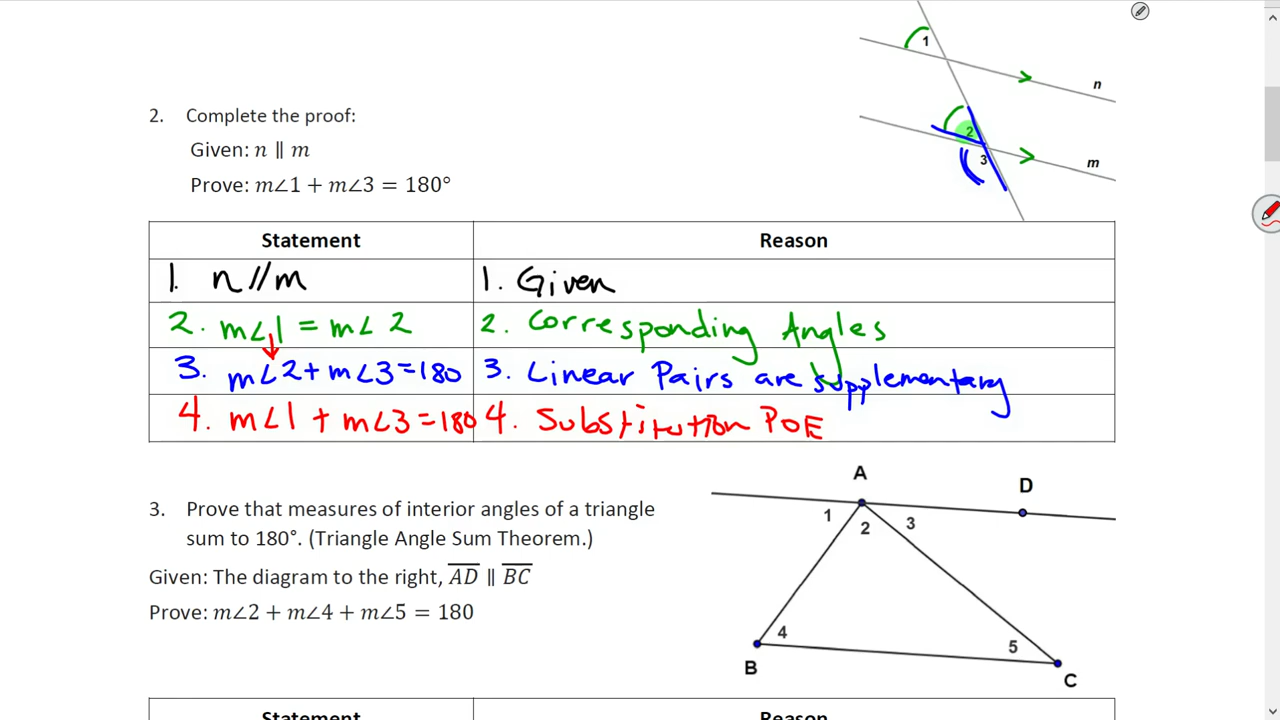 1
n
2
3
m
2. Complete the proof:
Given: n ∥ m
Prove: m∠1 + m∠3 = 180°
Statement Reason
1. n // m 1. Given
2. m∠1 = m∠2 2. Corresponding Angles
3. m∠2 + m∠3 = 180 3. Linear Pairs are supplementary
4. m∠1 + m∠3 = 180 4. Substitution PoE
3. Prove that measures of interior angles of a triangle
sum to 180°. (Triangle Angle Sum Theorem.)
Given: The diagram to the right, A̅D̅ ∥ B̅C̅
Prove: m∠2 + m∠4 + m∠5 = 180
A
D
1 2 3
4 5
B
C
Statement Reason